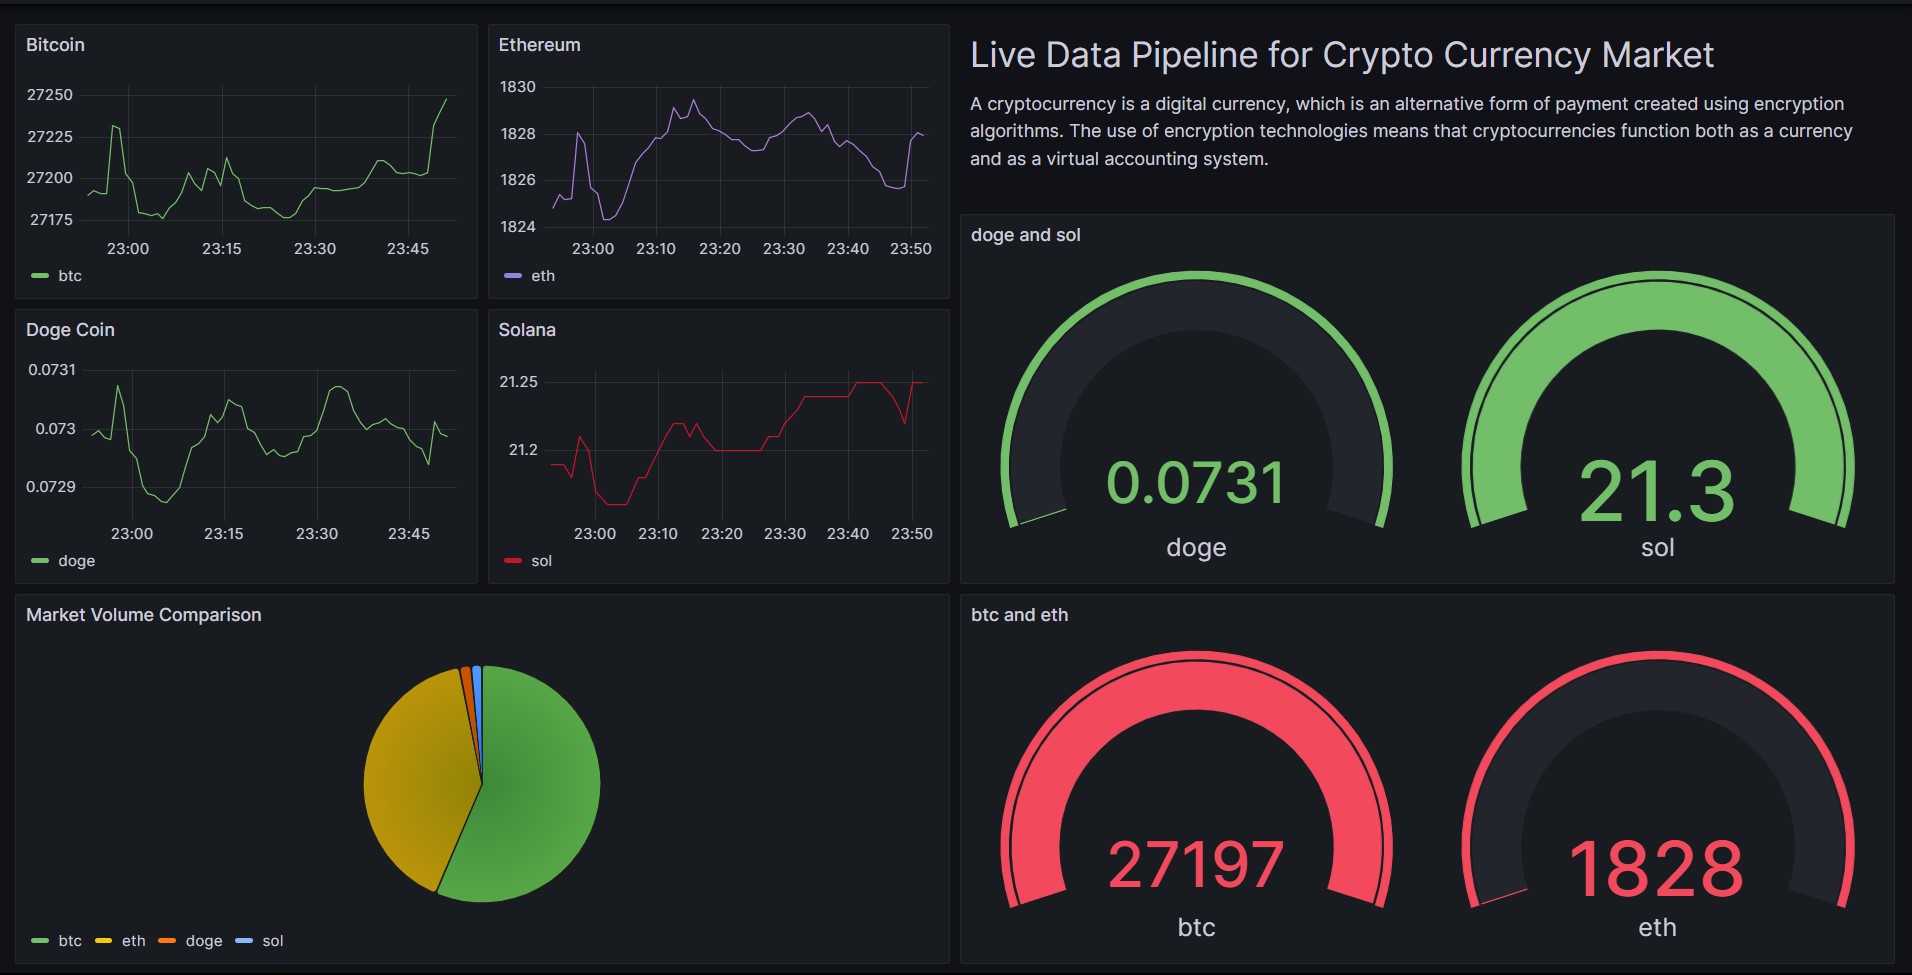 Bitcoin
27250
27225
27200
27175
23:00 23:15 23:30 23:45
btc
Ethereum
1830
1828
1826
1824
23:00 23:10 23:20 23:30 23:40 23:50
eth
Live Data Pipeline for Crypto Currency Market
A cryptocurrency is a digital currency, which is an alternative form of payment created using encryption
algorithms. The use of encryption technologies means that cryptocurrencies function both as a currency
and as a virtual accounting system.
Doge Coin
0.0731
0.073
0.0729
23:00 23:15 23:30 23:45
doge
Solana
21.25
21.2
23:00 23:10 23:20 23:30 23:40 23:50
sol
doge and sol
0.0731 21.3
doge sol
Market Volume Comparison
btc eth doge sol
btc and eth
27197 1828
btc eth